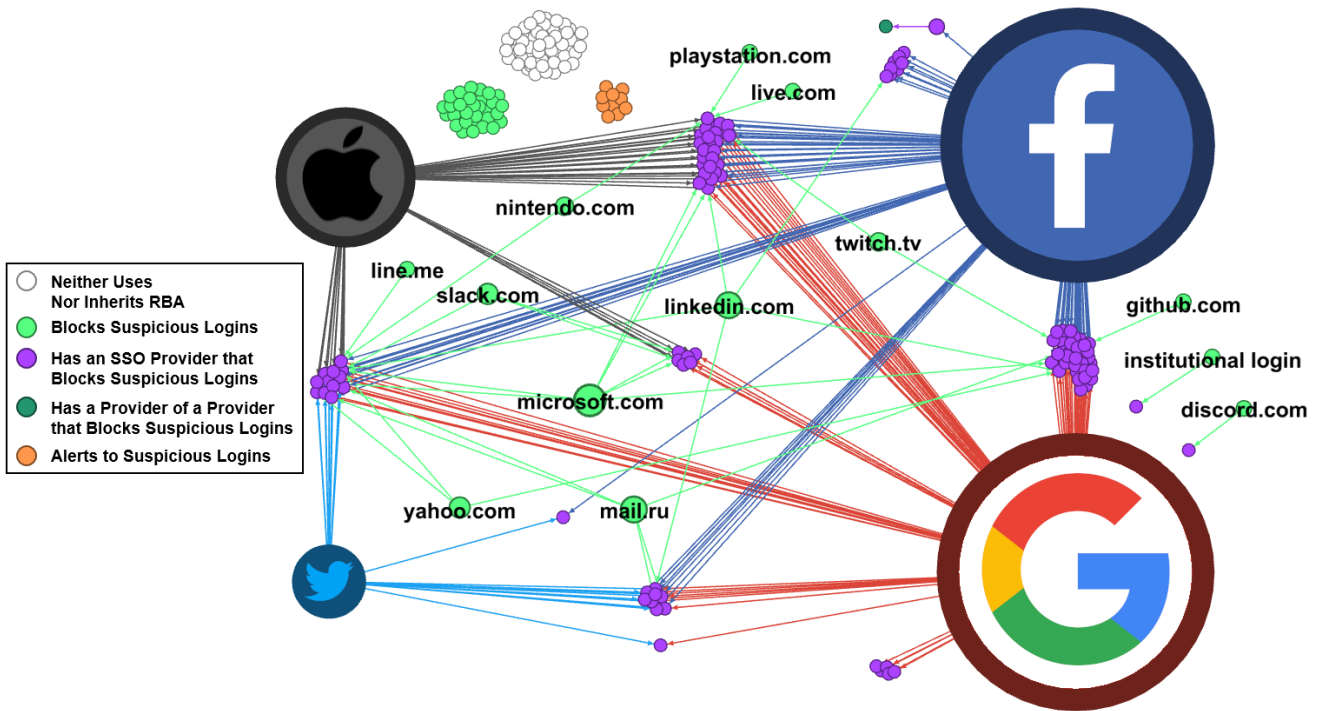 playstation.com
live.com
nintendo.com
twitch.tv
line.me
slack.com
linkedin.com
github.com
institutional login
microsoft.com
discord.com
yahoo.com
mail.ru
Neither Uses
Nor Inherits RBA
Blocks Suspicious Logins
Has an SSO Provider that
Blocks Suspicious Logins
Has a Provider of a Provider
that Blocks Suspicious Logins
Alerts to Suspicious Logins